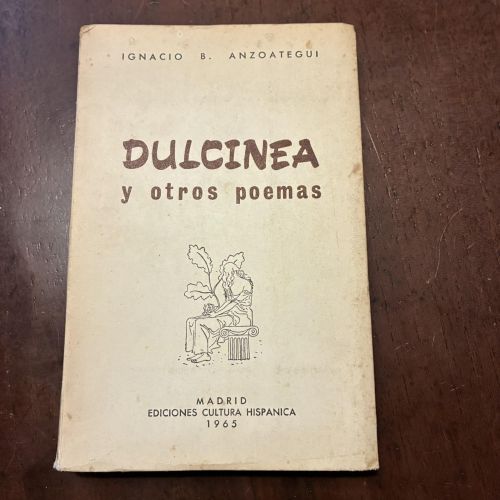 IGNACIO B. ANZOATEGUI
DULCINEA
y otros poemas
MADRID
EDICIONES CULTURA HISPANICA
1965